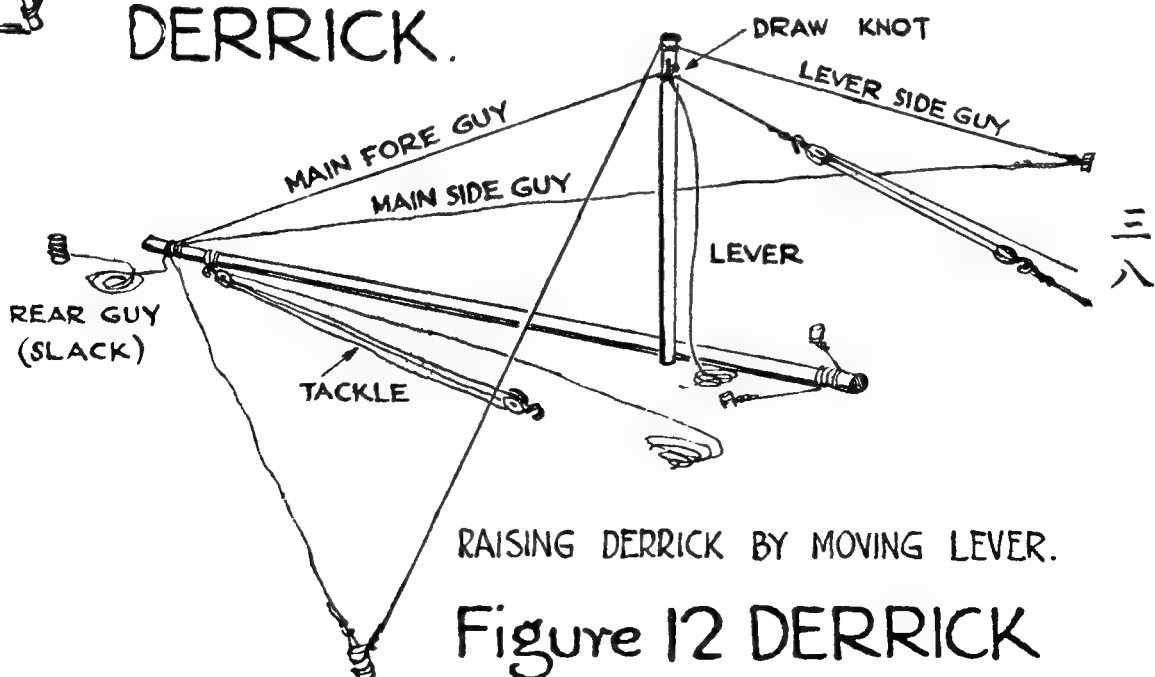 DERRICK.
DRAW KNOT
LEVER SIDE GUY
MAIN FORE GUY
MAIN SIDE GUY
三八
LEVER
REAR GUY
(SLACK)
TACKLE
RAISING DERRICK BY MOVING LEVER.
Figure 12 DERRICK